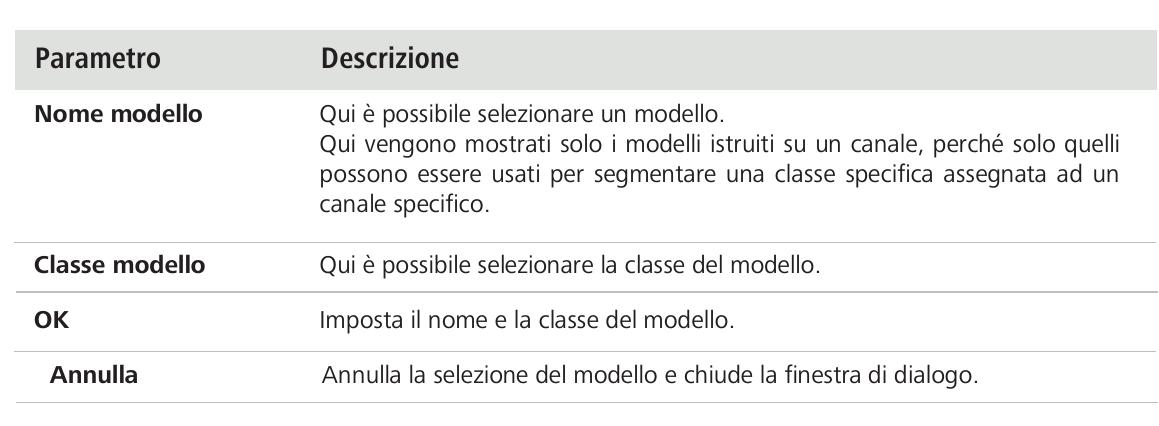 Parametro Descrizione
Nome modello Qui è possibile selezionare un modello.
Qui vengono mostrati solo i modelli istruiti su un canale, perché solo quelli
possono essere usati per segmentare una classe specifica assegnata ad un
canale specifico.
Classe modello Qui è possibile selezionare la classe del modello.
OK Imposta il nome e la classe del modello.
Annulla Annulla la selezione del modello e chiude la finestra di dialogo.